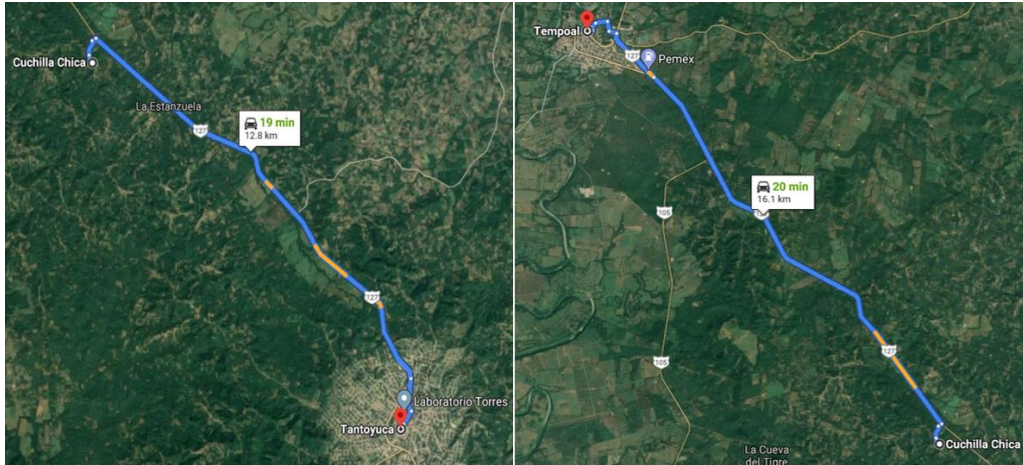 Cuchilla Chica
La Estanzuela
127
19 min
12.8 km
127
Laboratorio Torres
Tantoyuca
Tempoal
127
Pemex
105
20 min
16.1 km
127
105
La Cueva
del Tigre
Cuchilla Chica